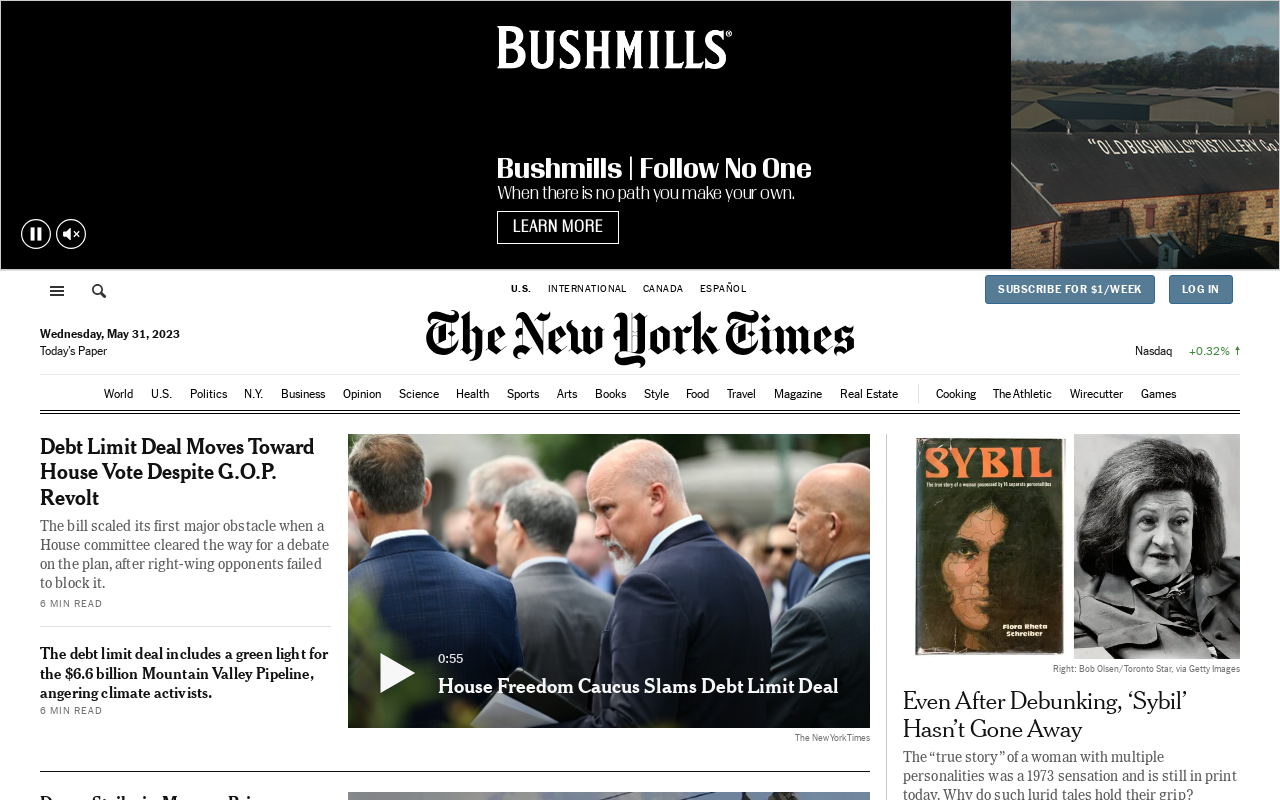 BUSHMILLS®
"OLD BUSHMILLS" DISTILLERY Co.
Bushmills | Follow No One
When there is no path you make your own.
LEARN MORE
U.S. INTERNATIONAL CANADA ESPAÑOL
SUBSCRIBE FOR $1/WEEK LOG IN
The New York Times
Wednesday, May 31, 2023
Today's Paper
Nasdaq +0.32%
World U.S. Politics N.Y. Business Opinion Science Health Sports Arts Books Style Food Travel Magazine Real Estate Cooking The Athletic Wirecutter Games
Debt Limit Deal Moves Toward
House Vote Despite G.O.P.
Revolt
The bill scaled its first major obstacle when a
House committee cleared the way for a debate
on the plan, after right-wing opponents failed
to block it.
6 MIN READ
The debt limit deal includes a green light for
the $6.6 billion Mountain Valley Pipeline,
angering climate activists.
6 MIN READ
0:55
House Freedom Caucus Slams Debt Limit Deal
The New York Times
SYBIL
The true story of a woman possessed by 16 separate personalities
Flora Rheta
Schreiber
Right: Bob Olsen/Toronto Star, via Getty Images
Even After Debunking, ‘Sybil’
Hasn’t Gone Away
The “true story” of a woman with multiple
personalities was a 1973 sensation and is still in print
today. Why do such lurid tales hold their grip?